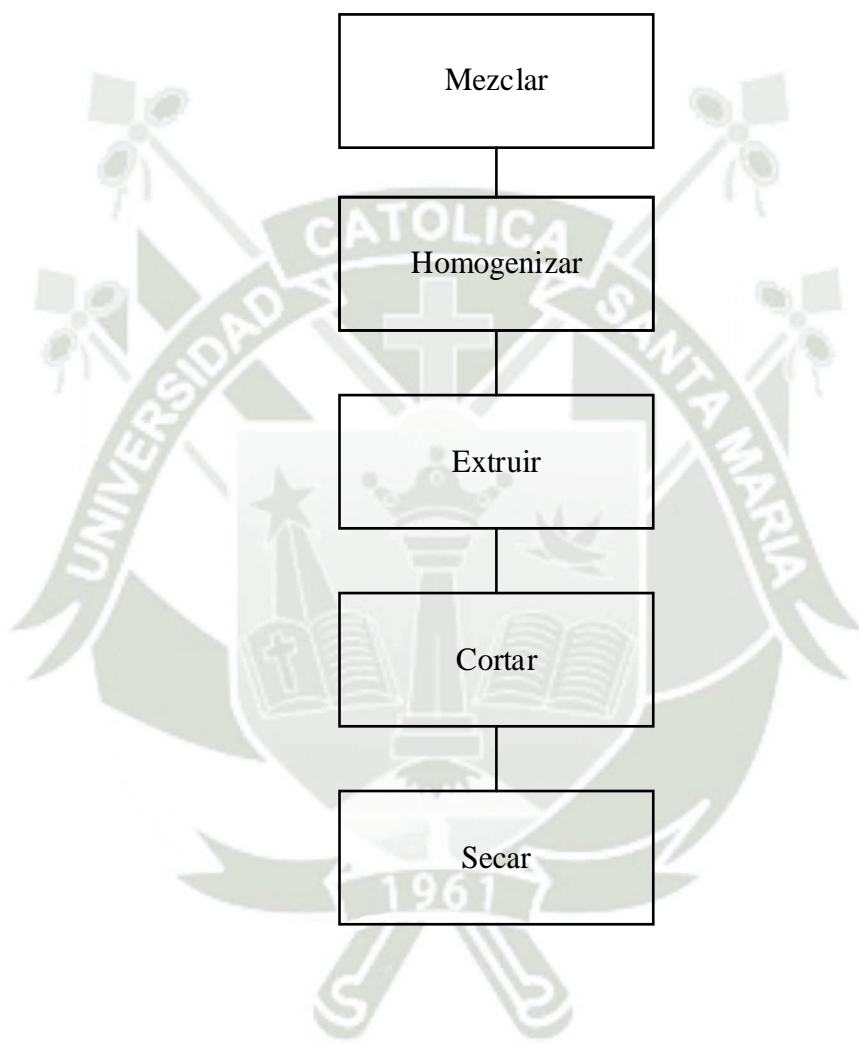 Mezclar
CATOLICA
Homogenizar
UNIVERSIDAD
SANTA MARIA
Extruir
Cortar
Secar
1961